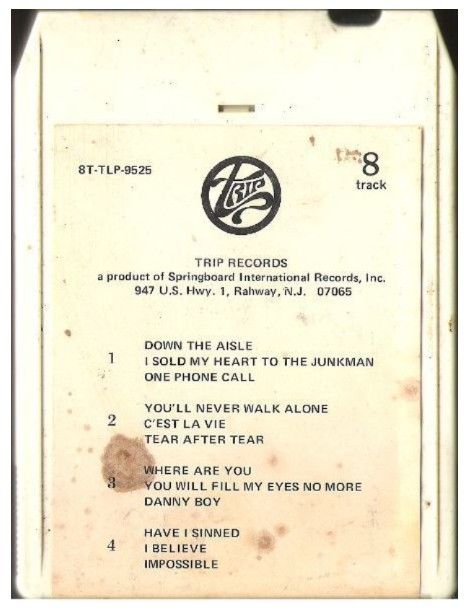 8T-TLP-9525
TRIP
8
track
TRIP RECORDS
a product of Springboard International Records, Inc.
947 U.S. Hwy. 1, Rahway, N.J. 07065
1
DOWN THE AISLE
I SOLD MY HEART TO THE JUNKMAN
ONE PHONE CALL
2
YOU'LL NEVER WALK ALONE
C'EST LA VIE
TEAR AFTER TEAR
3
WHERE ARE YOU
YOU WILL FILL MY EYES NO MORE
DANNY BOY
4
HAVE I SINNED
I BELIEVE
IMPOSSIBLE